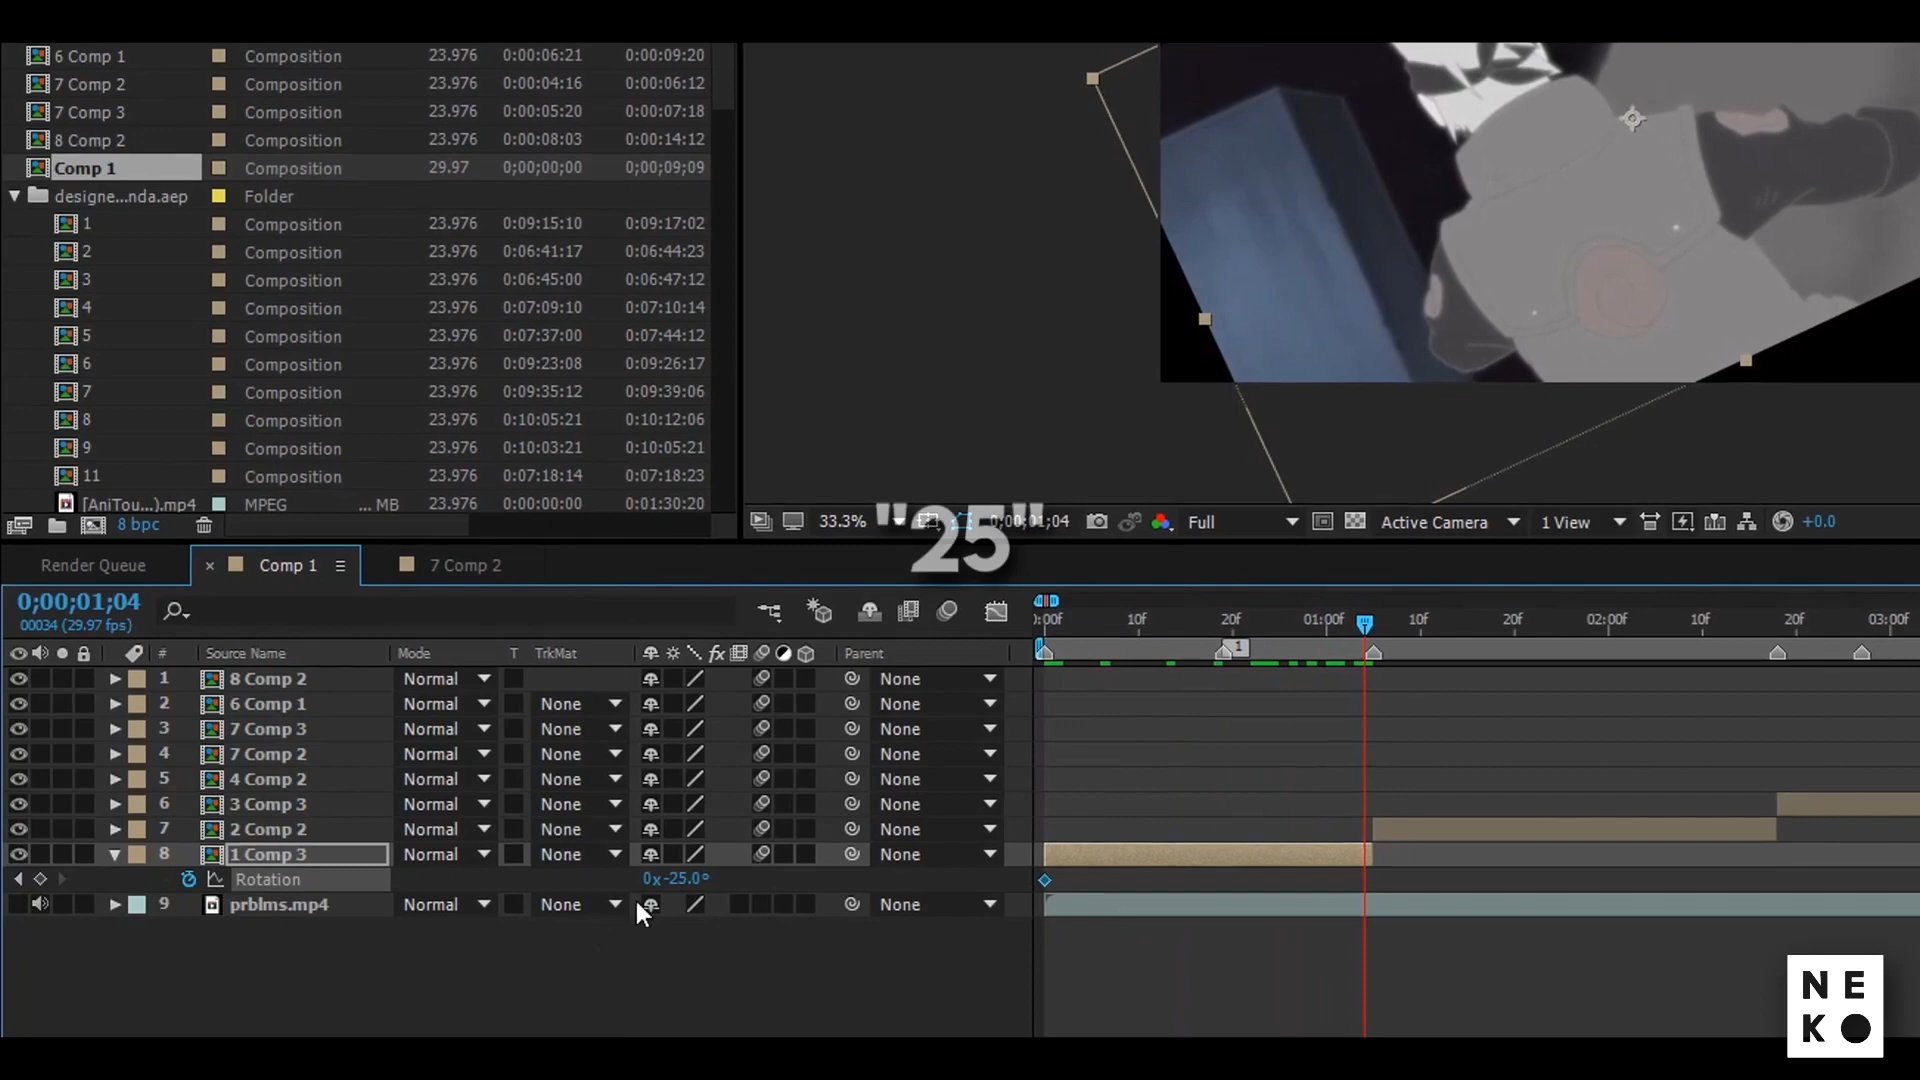 6 Comp 1 Composition 23.976 0:00:06:21 0:00:09:20
7 Comp 2 Composition 23.976 0:00:04:16 0:00:06:12
7 Comp 3 Composition 23.976 0:00:05:20 0:00:07:18
8 Comp 2 Composition 23.976 0:00:08:03 0:00:14:12
Comp 1 Composition 29.97 0;00;00;00 0;00;09;09
designe...nda.aep Folder
1 Composition 23.976 0:09:15:10 0:09:17:02
2 Composition 23.976 0:06:41:17 0:06:44:23
3 Composition 23.976 0:06:45:00 0:06:47:12
4 Composition 23.976 0:07:09:10 0:07:10:14
5 Composition 23.976 0:07:37:00 0:07:44:12
6 Composition 23.976 0:09:23:08 0:09:26:17
7 Composition 23.976 0:09:35:12 0:09:39:06
8 Composition 23.976 0:10:05:21 0:10:12:06
9 Composition 23.976 0:10:03:21 0:10:05:21
11 Composition 23.976 0:07:18:14 0:07:18:23
[AniTou...).mp4 MPEG ... MB 23.976 0:00:00:00 0:01:30:20
8 bpc
33.3% 0;00;01;04 Full Active Camera 1 View +0.0
"25"
Render Queue × Comp 1 7 Comp 2
0;00;01;04
00034 (29.97 fps)
0:00f 10f 20f 01:00f 10f 20f 02:00f 10f 20f 03:00f
# Source Name Mode T TrkMat fx Parent
1
1 8 Comp 2 Normal None
2 6 Comp 1 Normal None None
3 7 Comp 3 Normal None None
4 7 Comp 2 Normal None None
5 4 Comp 2 Normal None None
6 3 Comp 3 Normal None None
7 2 Comp 2 Normal None None
8 1 Comp 3 Normal None None
Rotation 0x-25.0°
9 prblms.mp4 Normal None None
NE
KO